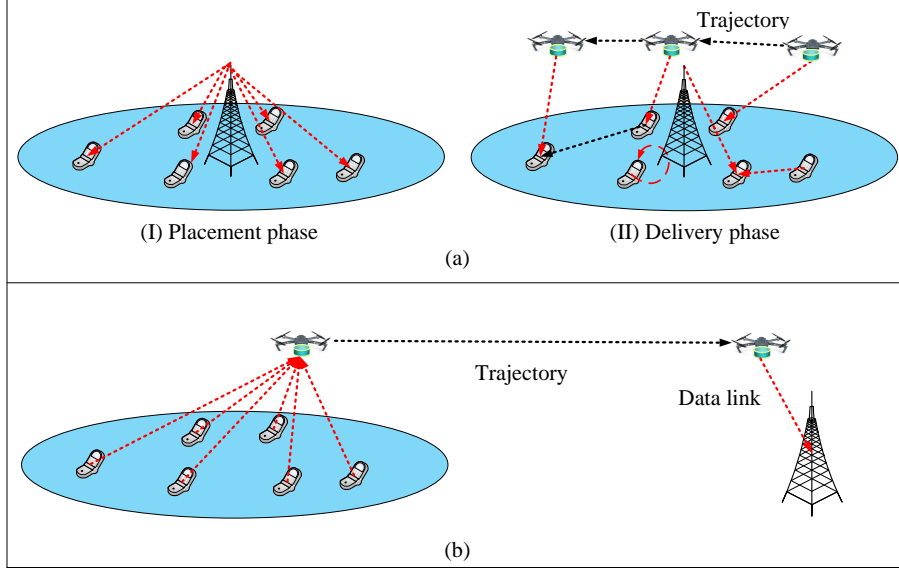 Trajectory
(I) Placement phase
(II) Delivery phase
(a)
Trajectory
Data link
(b)